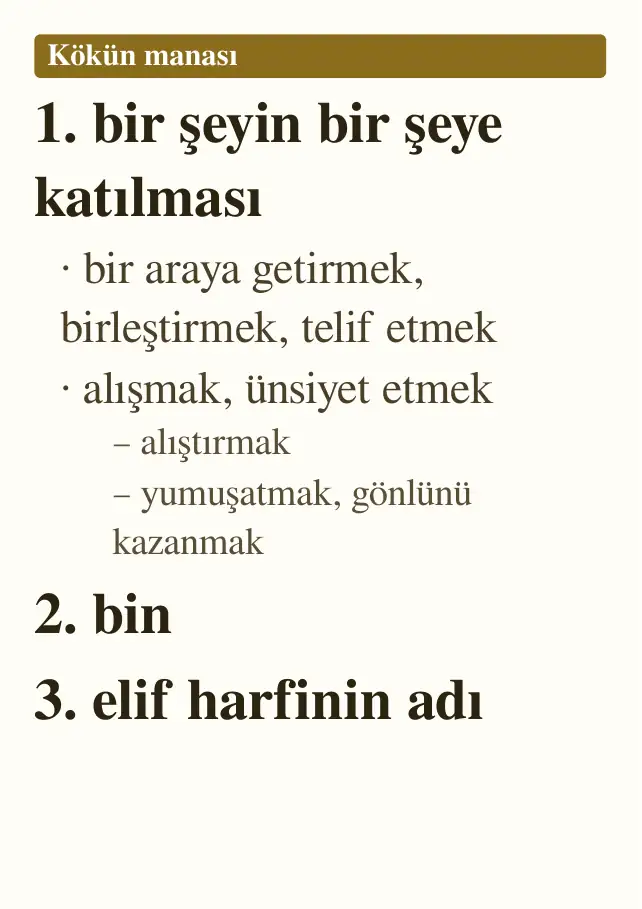 Kökün manası
1. bir şeyin bir şeye
katılması
· bir araya getirmek,
birleştirmek, telif etmek
· alışmak, ünsiyet etmek
– alıştırmak
– yumuşatmak, gönlünü
kazanmak
2. bin
3. elif harfinin adı